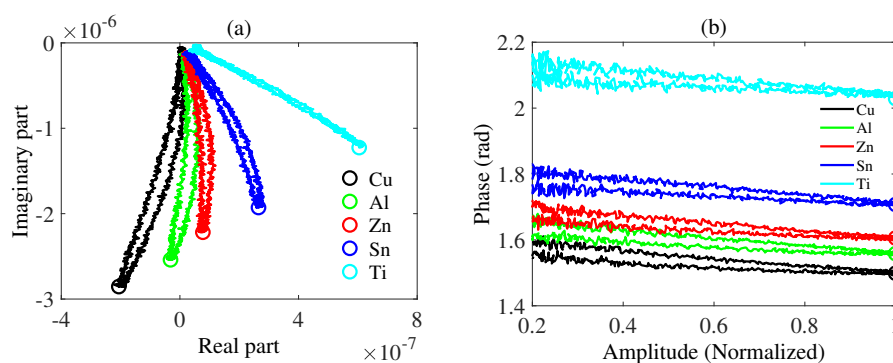 (a)
×10⁻⁶
0
-1
-2
-3
Imaginary part
-4
0
4
8
×10⁻⁷
Real part
Cu
Al
Zn
Sn
Ti
(b)
2.2
2
1.8
1.6
1.4
Phase (rad)
0.2
0.4
0.6
0.8
1
Amplitude (Normalized)
Cu
Al
Zn
Sn
Ti